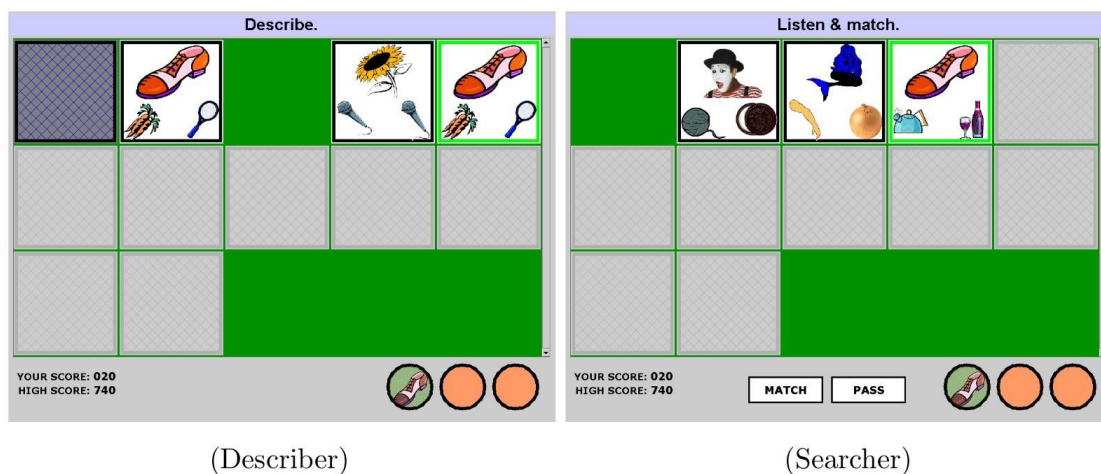 Describe.
YOUR SCORE: 020
HIGH SCORE: 740
(Describer)
Listen & match.
YOUR SCORE: 020
HIGH SCORE: 740
MATCH
PASS
(Searcher)